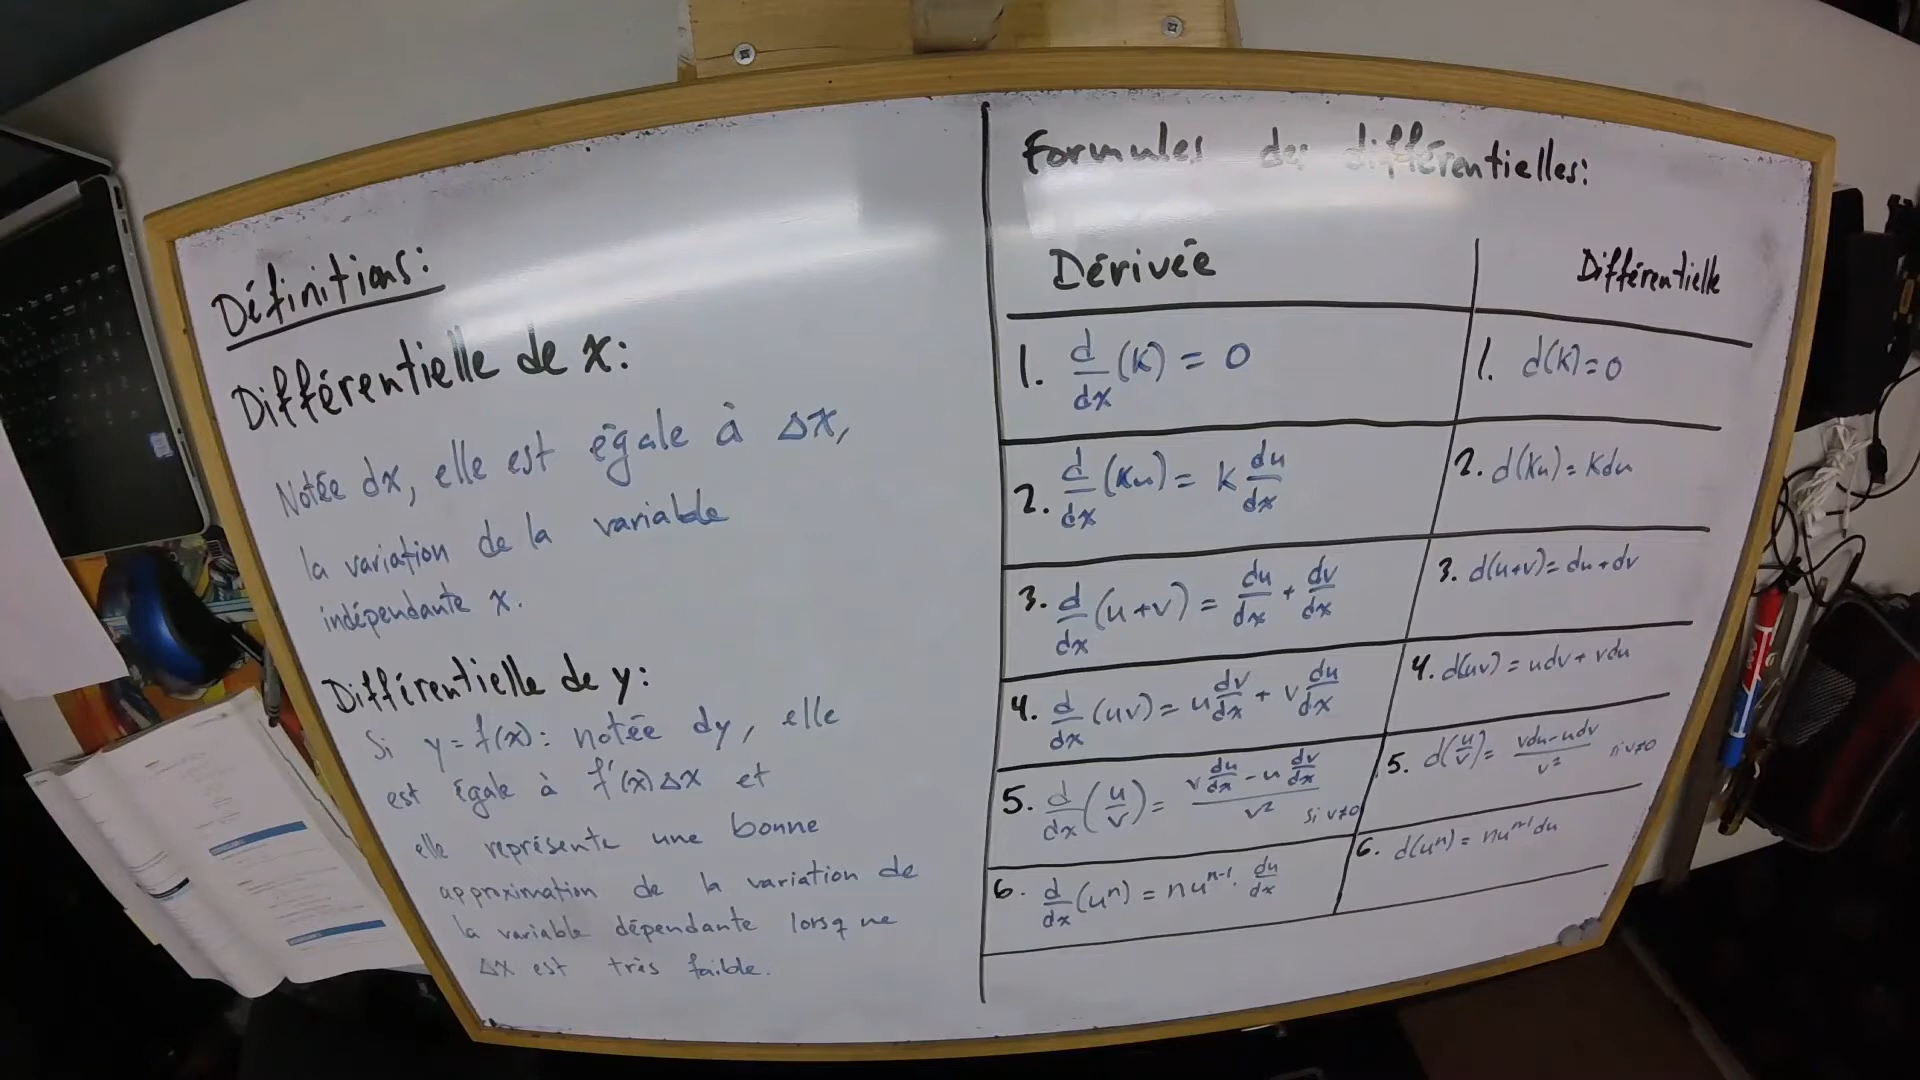 Définitions:
Différentielle de x:
Notée dx, elle est égale à Δx,
la variation de la variable
indépendante x.
Différentielle de y:
Si y = f(x): notée dy, elle
est égale à f'(x)Δx et
elle représente une bonne
approximation de la variation de
la variable dépendante lorsque
Δx est très faible.
Formules des différentielles:
Dérivée Différentielle
1. d/dx (k) = 0 1. d(k) = 0
2. d/dx (ku) = k du/dx 2. d(ku) = kdu
3. d/dx (u+v) = du/dx + dv/dx 3. d(u+v) = du + dv
4. d/dx (uv) = u dv/dx + v du/dx 4. d(uv) = udv + vdu
5. d/dx (u/v) = (v du/dx - u dv/dx)/v² si v≠0 5. d(u/v) = (vdu - udv)/v² si v≠0
6. d/dx (uⁿ) = nuⁿ⁻¹ · du/dx 6. d(uⁿ) = nuⁿ⁻¹du